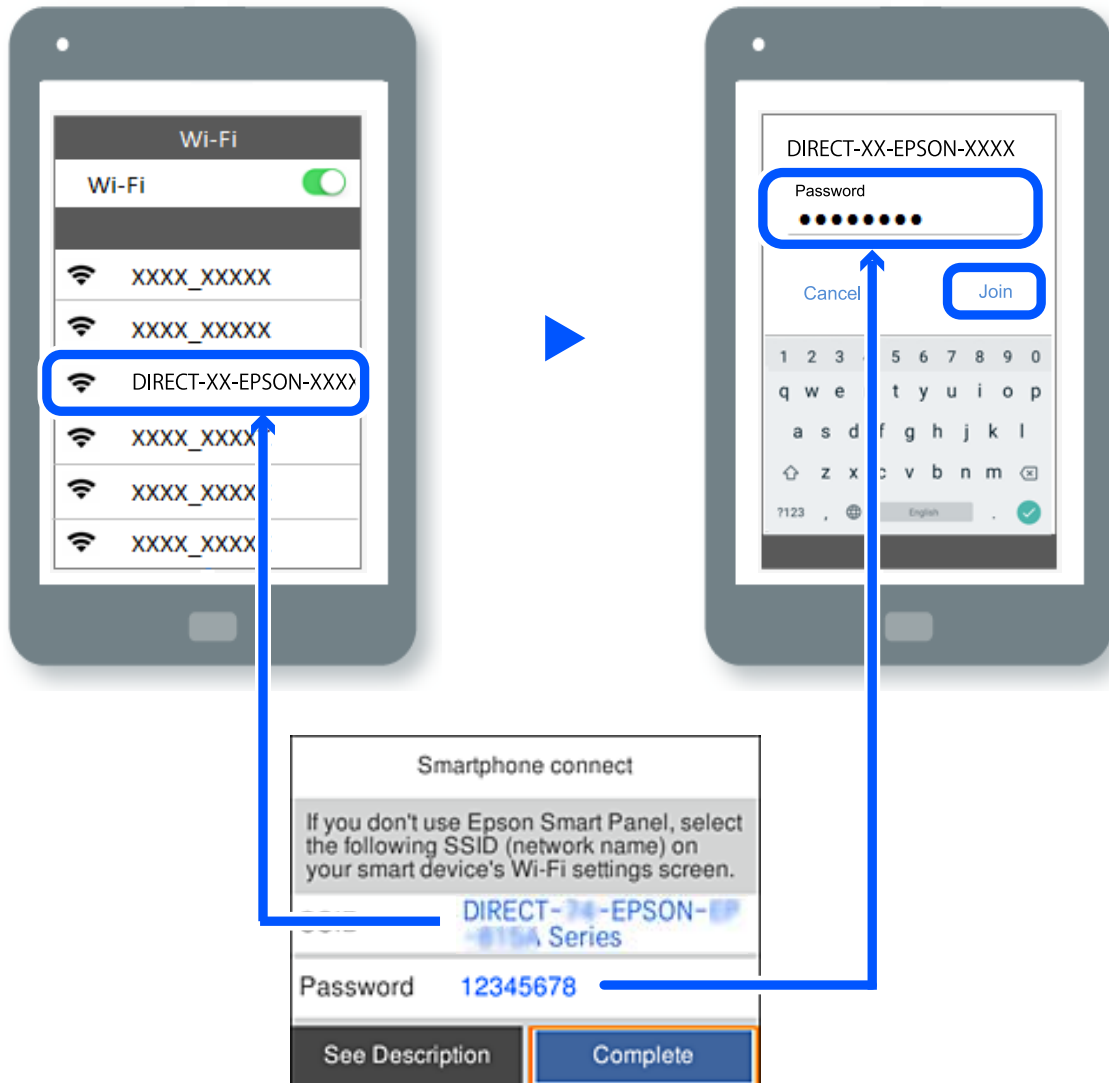 Wi-Fi
Wi-Fi
XXXX_XXXXX
XXXX_XXXXX
DIRECT-XX-EPSON-XXXX
XXXX_XXXX
XXXX_XXXX
XXXX_XXXX
DIRECT-XX-EPSON-XXXX
Password
Cancel
Join
1 2 3 5 6 7 8 9 0
q w e t y u i o p
a s d f g h j k l
z x c v b n m
?123 , English .
Smartphone connect
If you don't use Epson Smart Panel, select
the following SSID (network name) on
your smart device's Wi-Fi settings screen.
DIRECT- -EPSON-
Series
Password 12345678
See Description
Complete